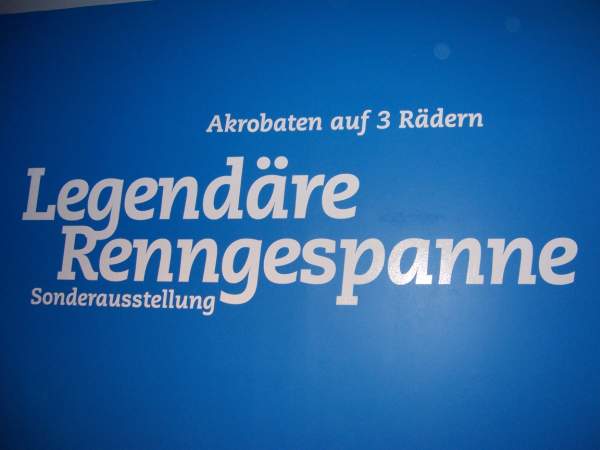 Akrobaten auf 3 Rädern
Legendäre
Renngespanne
Sonderausstellung